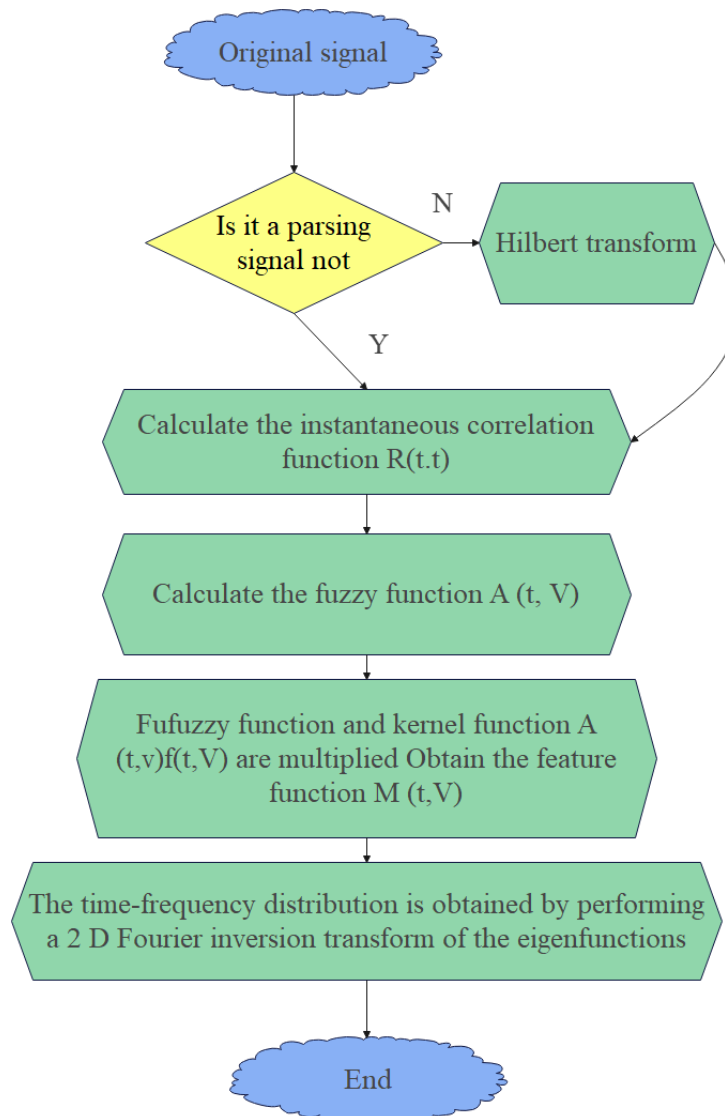 Original signal
Is it a parsing
signal not
N
Hilbert transform
Y
Calculate the instantaneous correlation
function R(t.t)
Calculate the fuzzy function A (t, V)
Fufuzzy function and kernel function A
(t,v)f(t,V) are multiplied Obtain the feature
function M (t,V)
The time-frequency distribution is obtained by performing
a 2 D Fourier inversion transform of the eigenfunctions
End